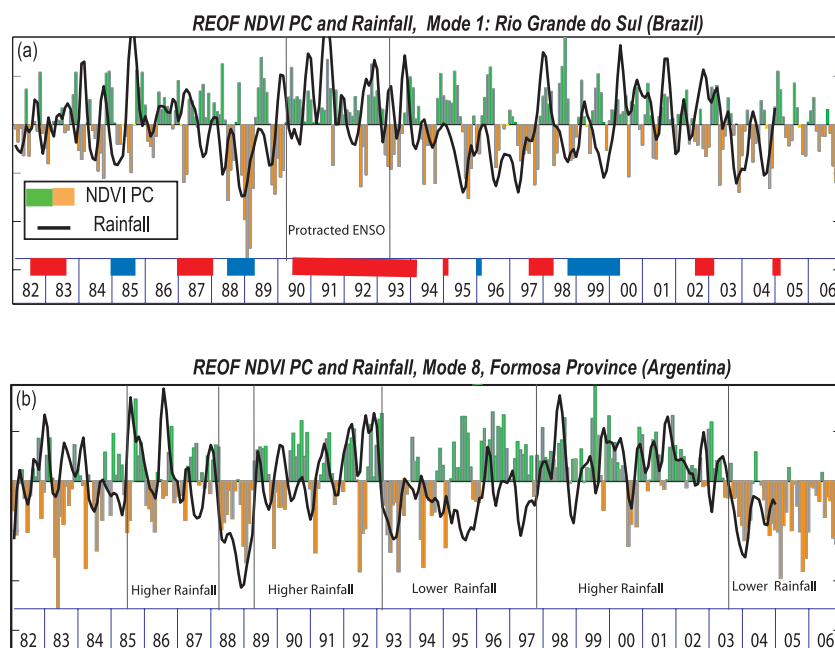 REOF NDVI PC and Rainfall, Mode 1: Rio Grande do Sul (Brazil)
(a)
NDVI PC
Rainfall
Protracted ENSO
82 83 84 85 86 87 88 89 90 91 92 93 94 95 96 97 98 99 00 01 02 03 04 05 06
REOF NDVI PC and Rainfall, Mode 8, Formosa Province (Argentina)
(b)
Higher Rainfall Higher Rainfall Lower Rainfall Higher Rainfall Lower Rainfall
82 83 84 85 86 87 88 89 90 91 92 93 94 95 96 97 98 99 00 01 02 03 04 05 06